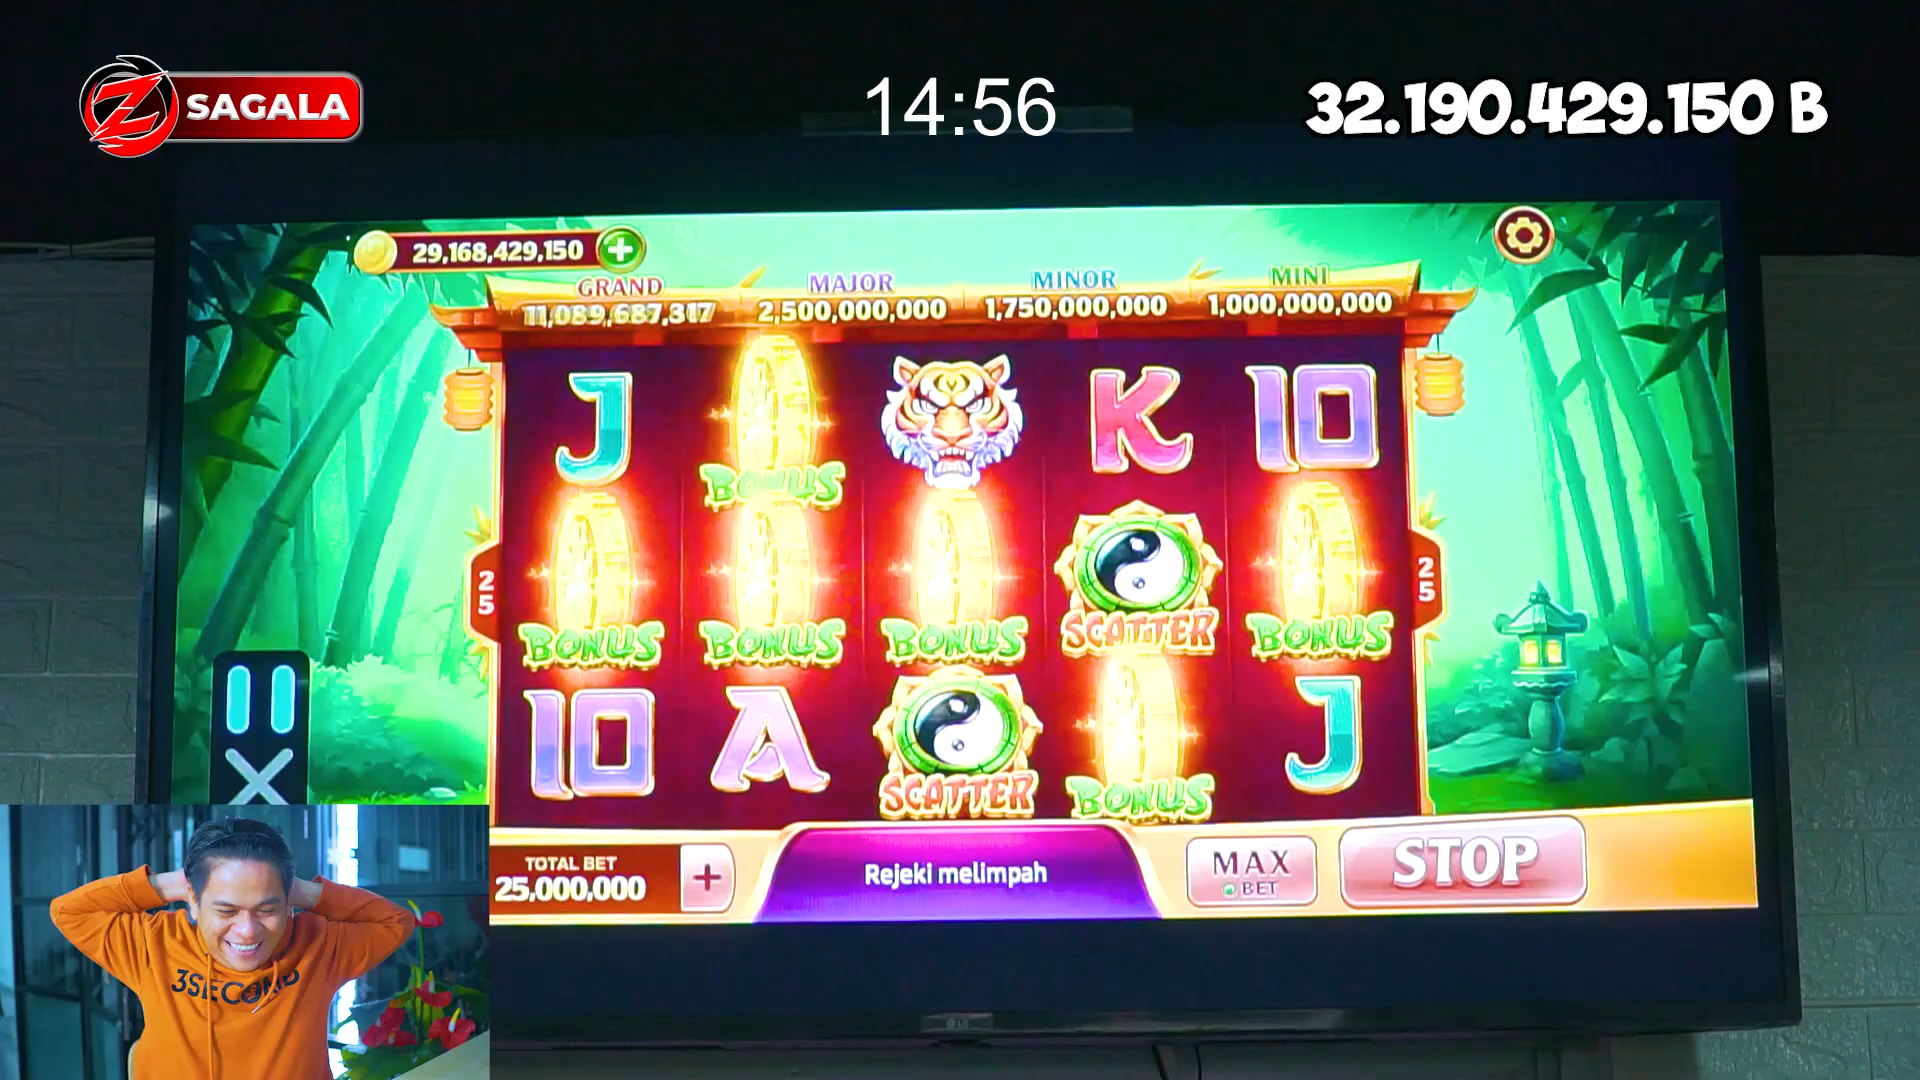 Z SAGALA
14:56
32.190.429.150 B
29,168,429,150 +
GRAND MAJOR MINOR MINI
11,089,687,317 2,500,000,000 1,750,000,000 1,000,000,000
J K 10
BONUS
25 25
BONUS BONUS BONUS SCATTER BONUS
10 A J
SCATTER BONUS
TOTAL BET
25,000,000 +
Rejeki melimpah
MAX
BET
STOP
3SECOND
LG